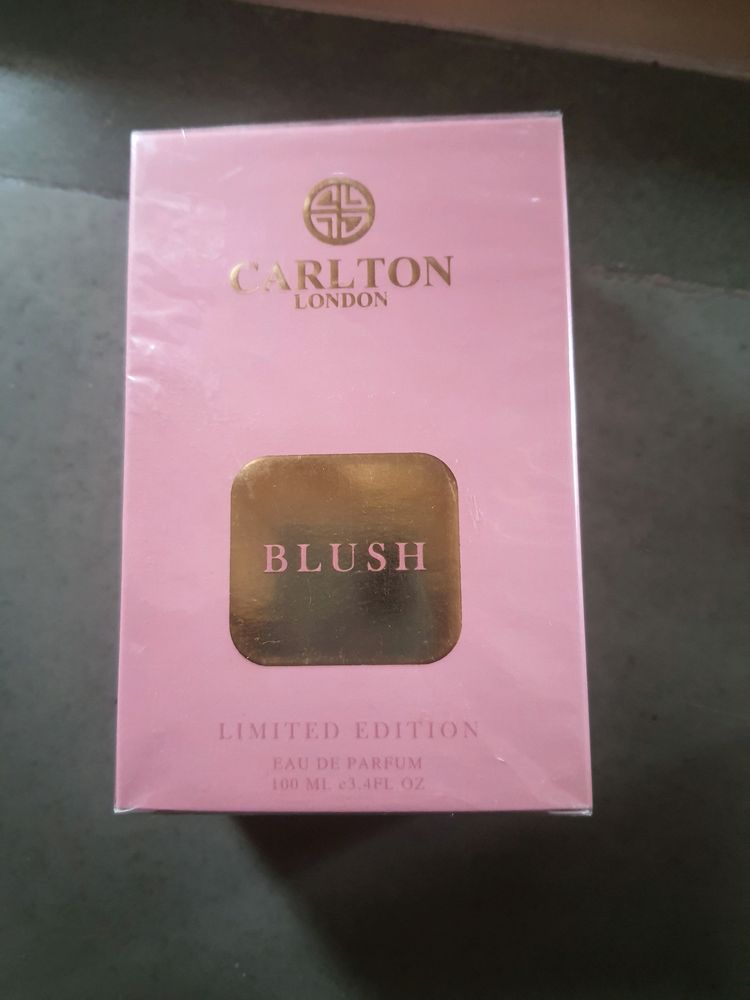 CARLTON
LONDON
BLUSH
LIMITED EDITION
EAU DE PARFUM
100 ML e3.4FL OZ